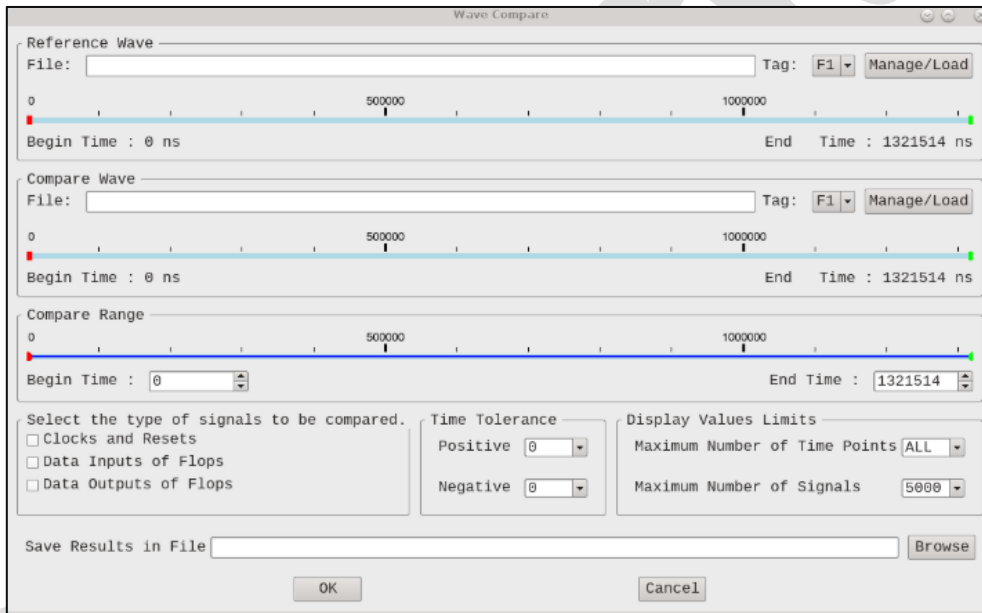 Wave Compare
Reference Wave
File: Tag: F1 Manage/Load
0 500000 1000000
Begin Time : 0 ns End Time : 1321514 ns
Compare Wave
File: Tag: F1 Manage/Load
0 500000 1000000
Begin Time : 0 ns End Time : 1321514 ns
Compare Range
0 500000 1000000
Begin Time : 0 End Time : 1321514
Select the type of signals to be compared. Time Tolerance Display Values Limits
Clocks and Resets Positive 0 Maximum Number of Time Points ALL
Data Inputs of Flops
Data Outputs of Flops Negative 0 Maximum Number of Signals 5000
Save Results in File Browse
OK Cancel